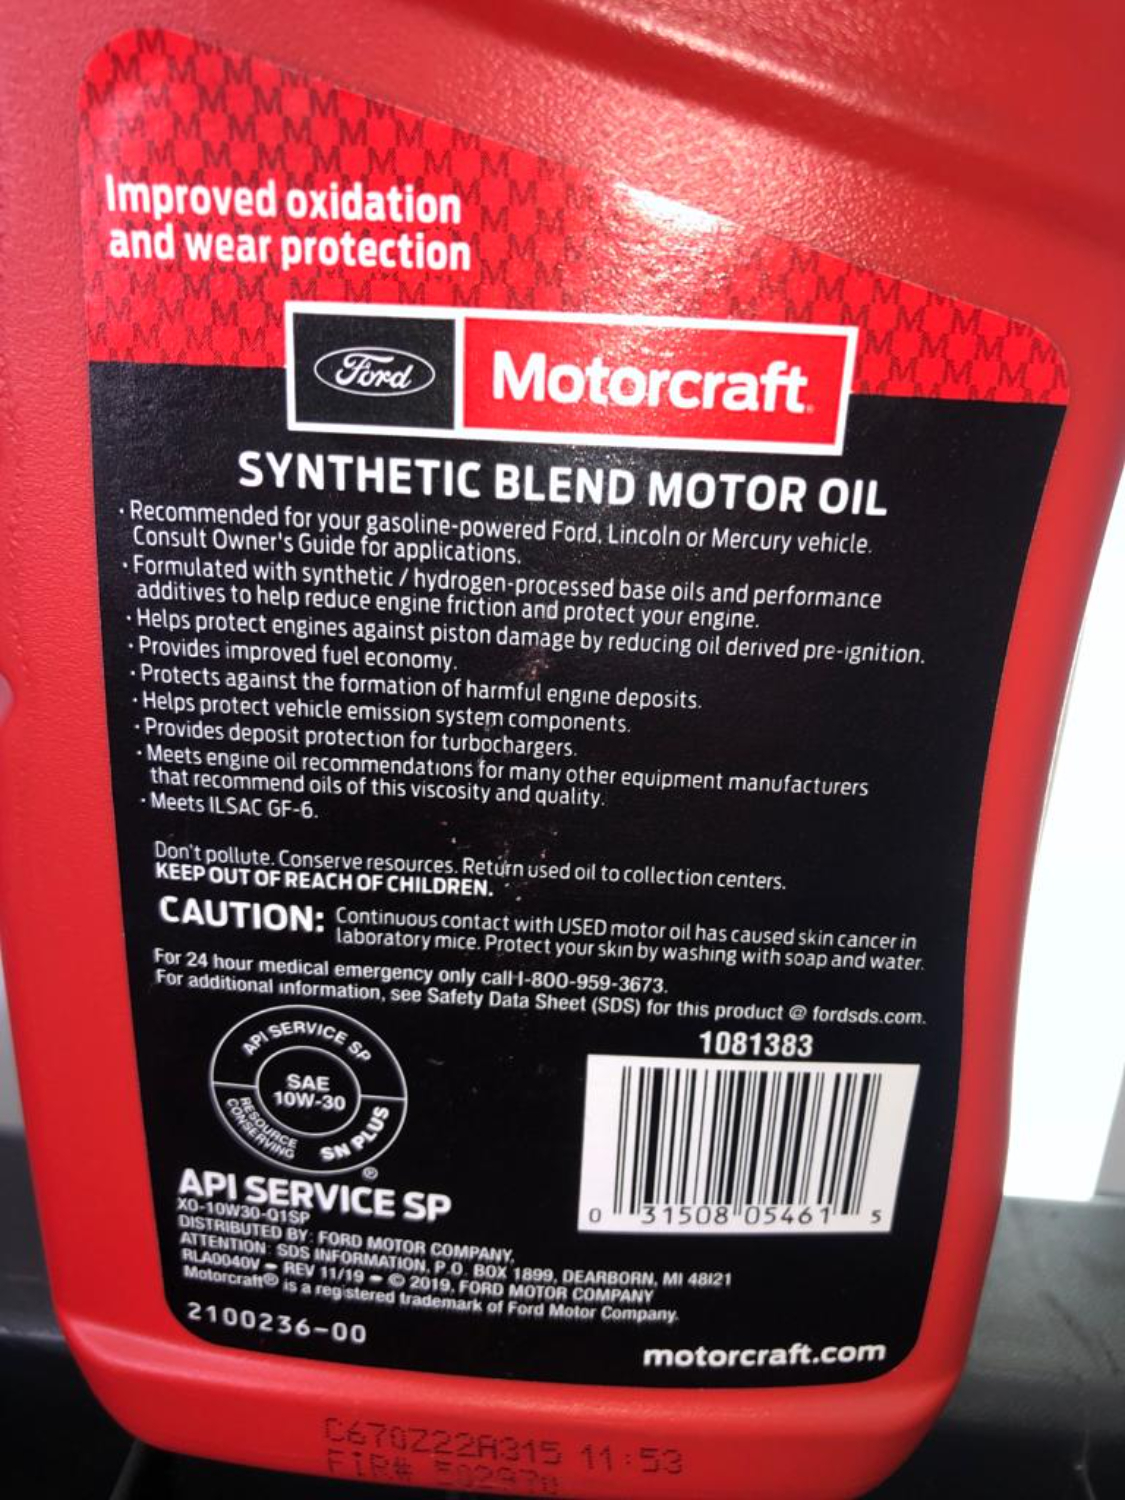 Improved oxidation
and wear protection
Ford Motorcraft®
SYNTHETIC BLEND MOTOR OIL
· Recommended for your gasoline-powered Ford, Lincoln or Mercury vehicle.
Consult Owner's Guide for applications.
· Formulated with synthetic / hydrogen-processed base oils and performance
additives to help reduce engine friction and protect your engine.
· Helps protect engines against piston damage by reducing oil derived pre-ignition.
· Provides improved fuel economy.
· Protects against the formation of harmful engine deposits.
· Helps protect vehicle emission system components.
· Provides deposit protection for turbochargers.
· Meets engine oil recommendations for many other equipment manufacturers
that recommend oils of this viscosity and quality.
· Meets ILSAC GF-6.
Don't pollute. Conserve resources. Return used oil to collection centers.
KEEP OUT OF REACH OF CHILDREN.
CAUTION: Continuous contact with USED motor oil has caused skin cancer in
laboratory mice. Protect your skin by washing with soap and water.
For 24 hour medical emergency only call 1-800-959-3673.
For additional information, see Safety Data Sheet (SDS) for this product @ fordsds.com.
1081383
API SERVICE SP
SAE
10W-30
RESOURCE
CONSERVING
SN PLUS
®
0 31508 05461 5
API SERVICE SP
XO-10W30-Q1SP
DISTRIBUTED BY: FORD MOTOR COMPANY,
ATTENTION: SDS INFORMATION, P.O. BOX 1899, DEARBORN, MI 48121
RLA0040V – REV 11/19 – © 2019, FORD MOTOR COMPANY
Motorcraft® is a registered trademark of Ford Motor Company.
2100236-00
motorcraft.com
C670Z22A315 11:53
FIR#